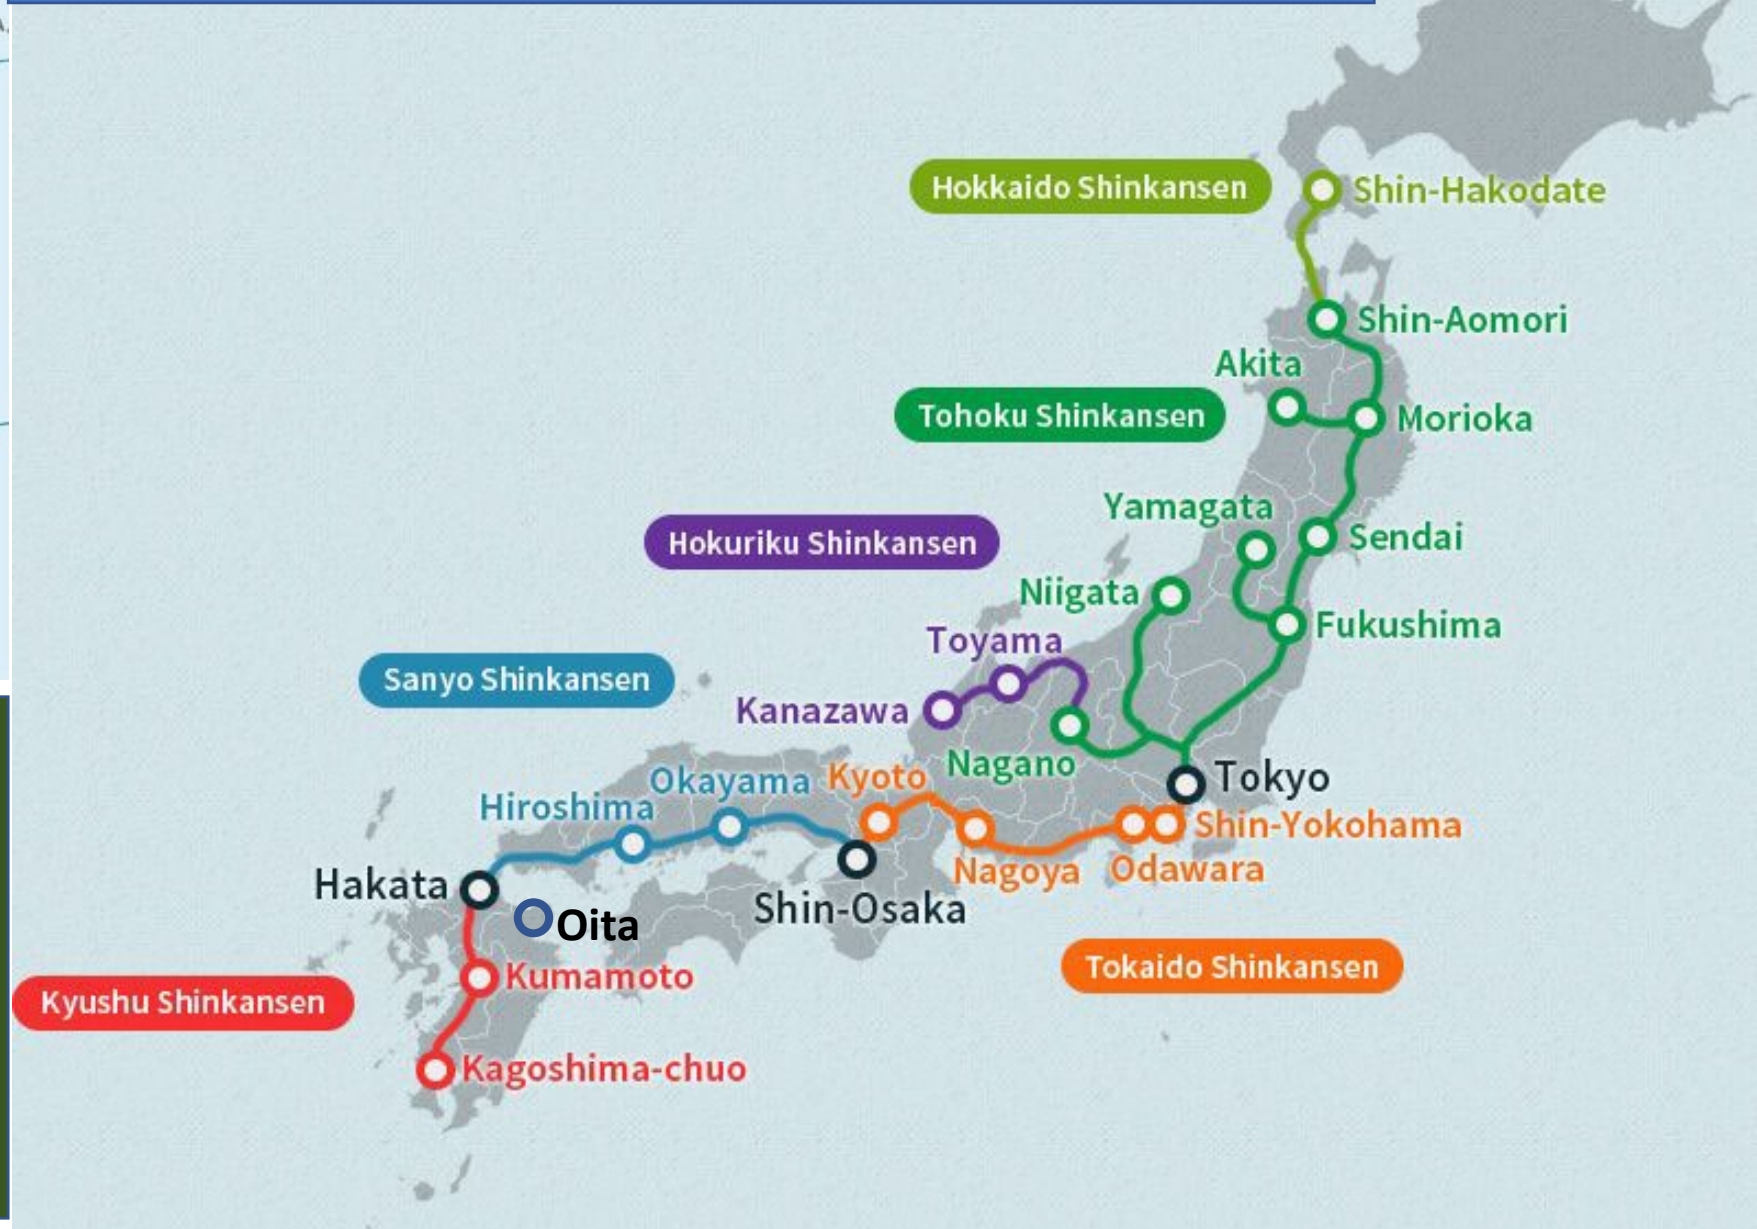 Hokkaido Shinkansen
Shin-Hakodate
Shin-Aomori
Akita
Tohoku Shinkansen
Morioka
Yamagata
Hokuriku Shinkansen
Sendai
Niigata
Fukushima
Toyama
Sanyo Shinkansen
Kanazawa
Nagano
Tokyo
Okayama
Kyoto
Hiroshima
Shin-Yokohama
Nagoya
Odawara
Hakata
Shin-Osaka
Oita
Tokaido Shinkansen
Kumamoto
Kyushu Shinkansen
Kagoshima-chuo